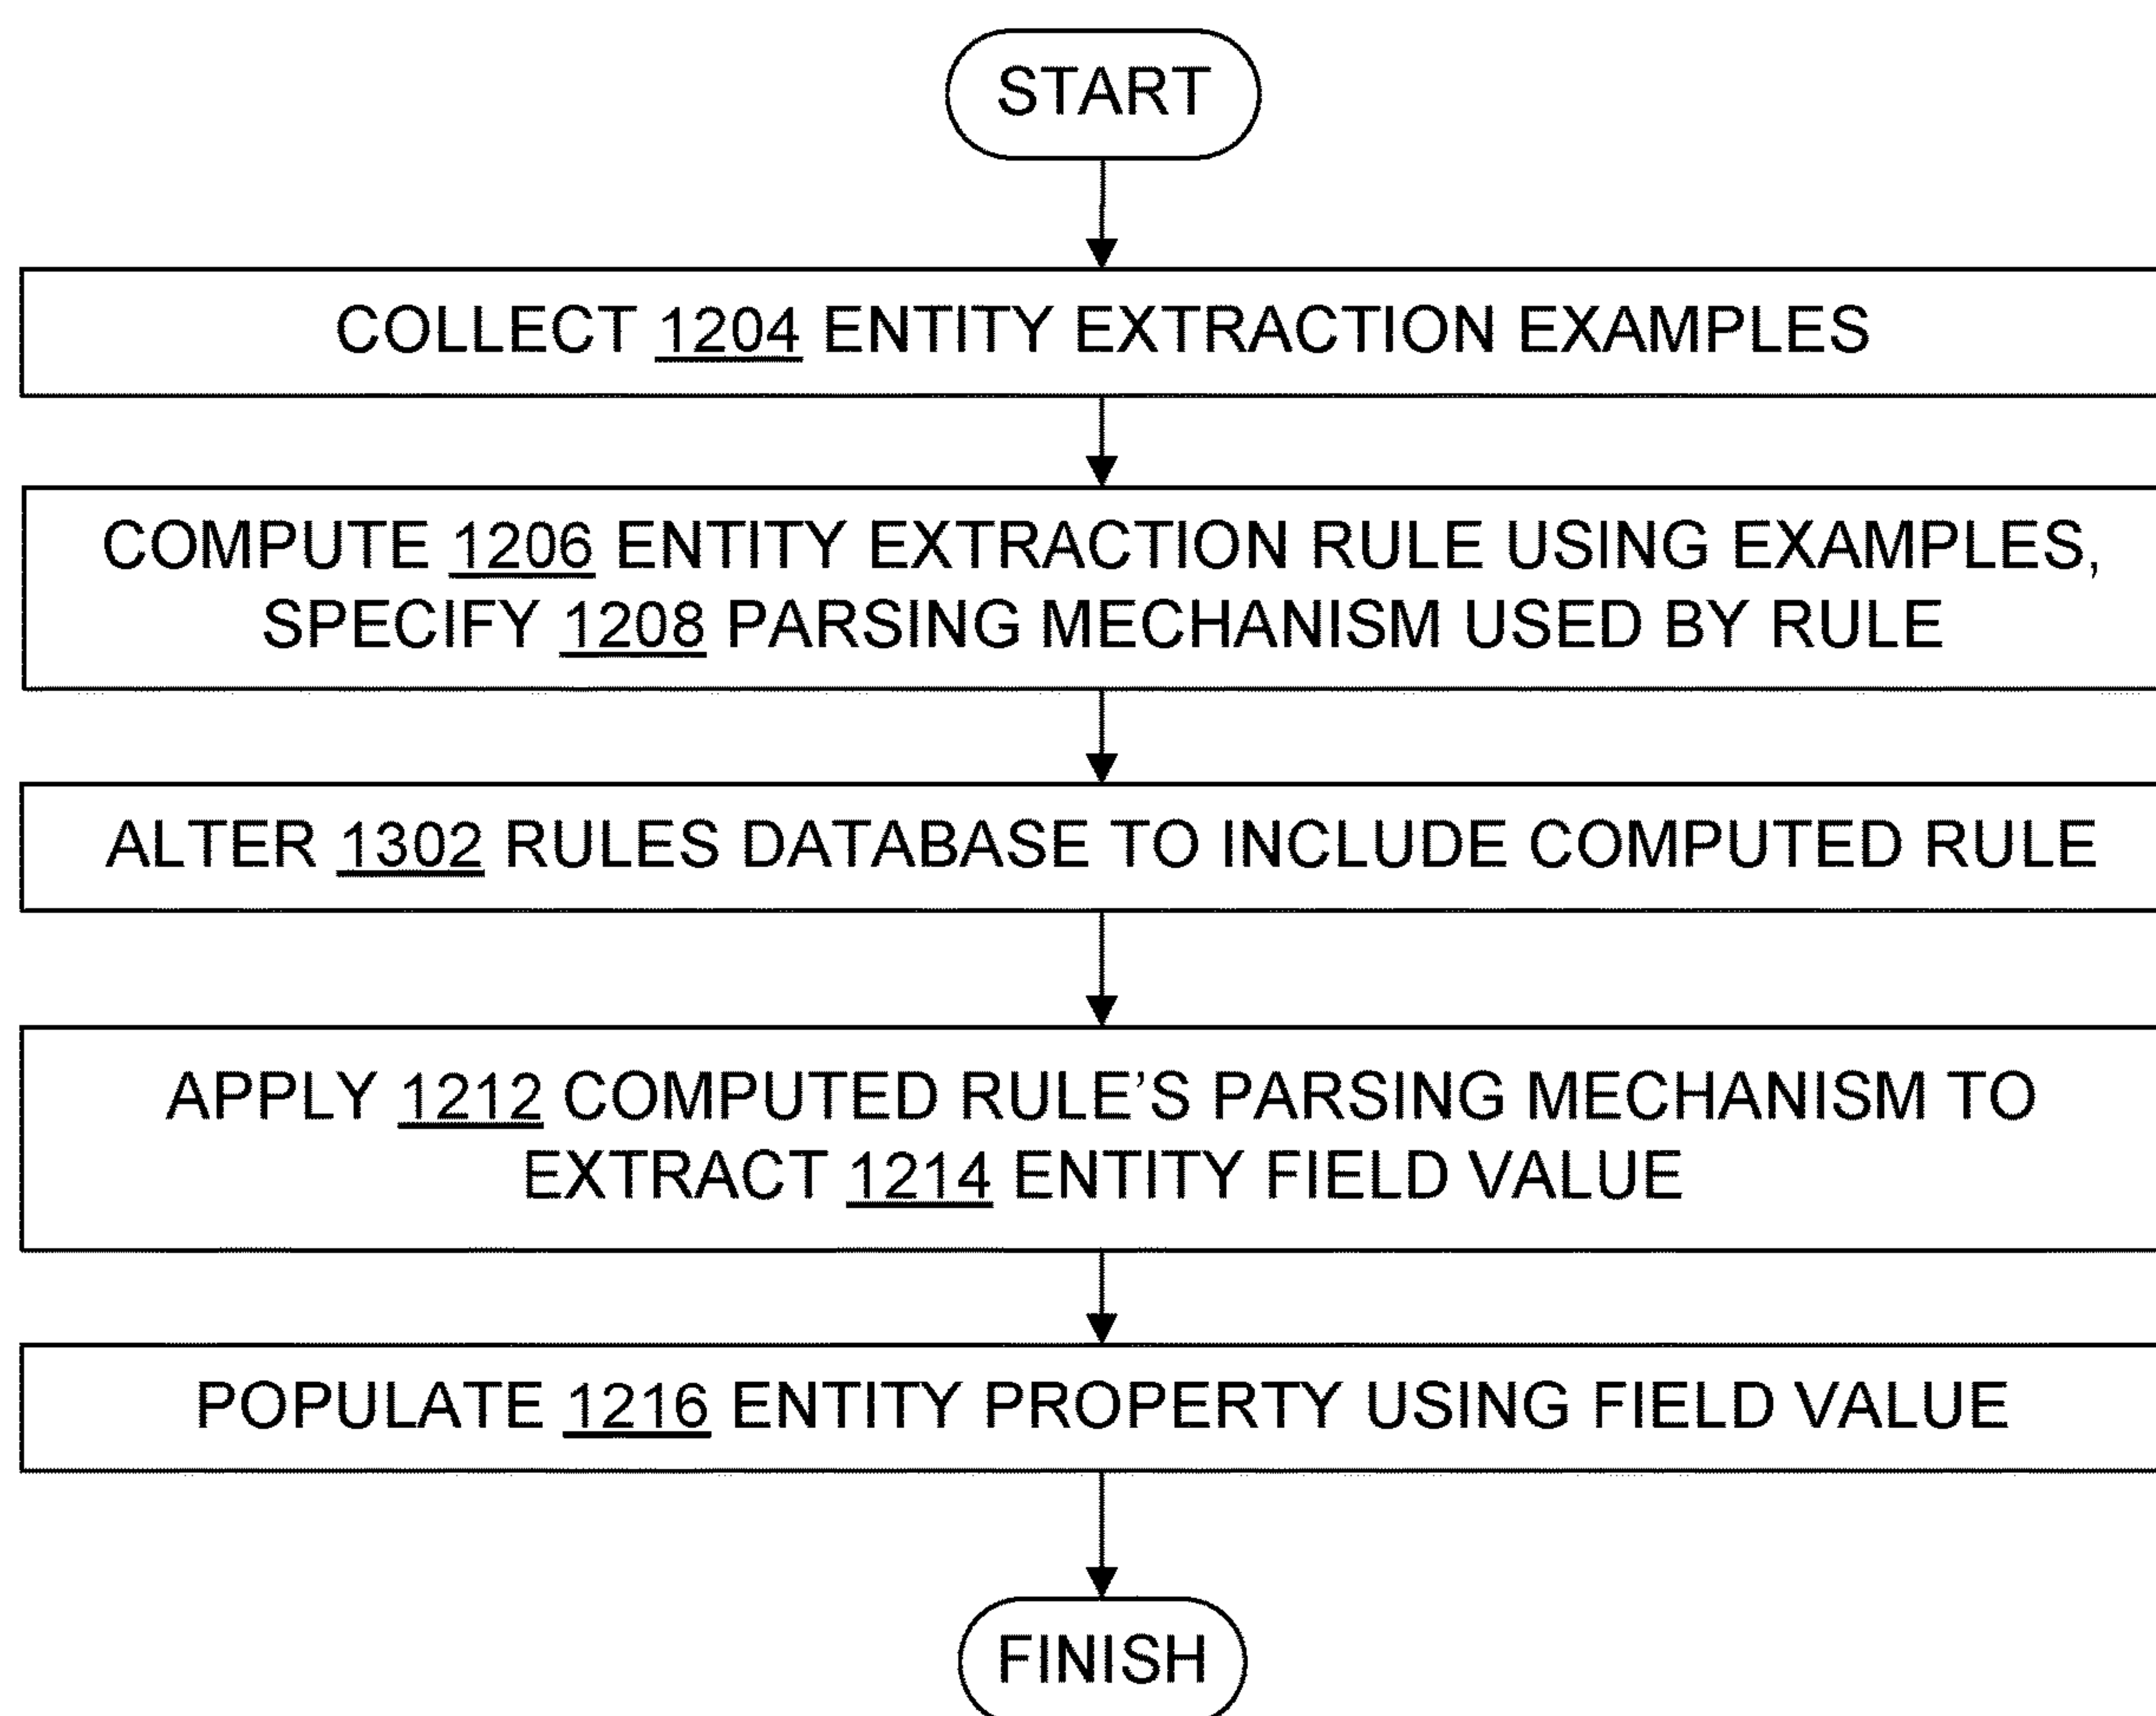 START
COLLECT 1204 ENTITY EXTRACTION EXAMPLES
COMPUTE 1206 ENTITY EXTRACTION RULE USING EXAMPLES,
SPECIFY 1208 PARSING MECHANISM USED BY RULE
ALTER 1302 RULES DATABASE TO INCLUDE COMPUTED RULE
APPLY 1212 COMPUTED RULE’S PARSING MECHANISM TO
EXTRACT 1214 ENTITY FIELD VALUE
POPULATE 1216 ENTITY PROPERTY USING FIELD VALUE
FINISH